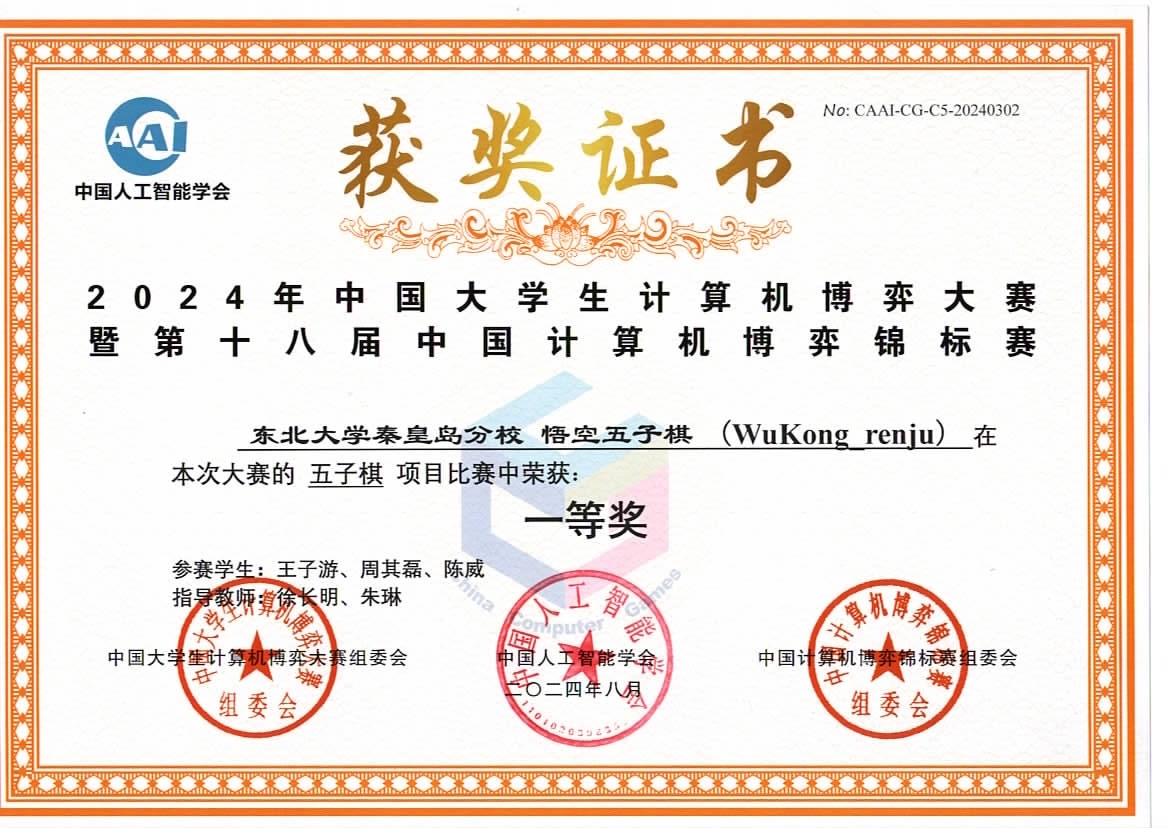 AAI
中国人工智能学会
获奖证书
No: CAAI-CG-C5-20240302
2024年中国大学生计算机博弈大赛
暨第十八届中国计算机博弈锦标赛
东北大学秦皇岛分校 悟空五子棋 （WuKong_renju） 在
本次大赛的 五子棋 项目比赛中荣获：
一等奖
China Computer Games
参赛学生：王子游、周其磊、陈威
指导教师：徐长明、朱琳
中国大学生计算机博弈大赛组委会
中国人工智能学会
二〇二四年八月
中国计算机博弈锦标赛组委会
中国大学生计算机博弈大赛
组委会
中国人工智能学会
中国计算机博弈锦标赛
组委会